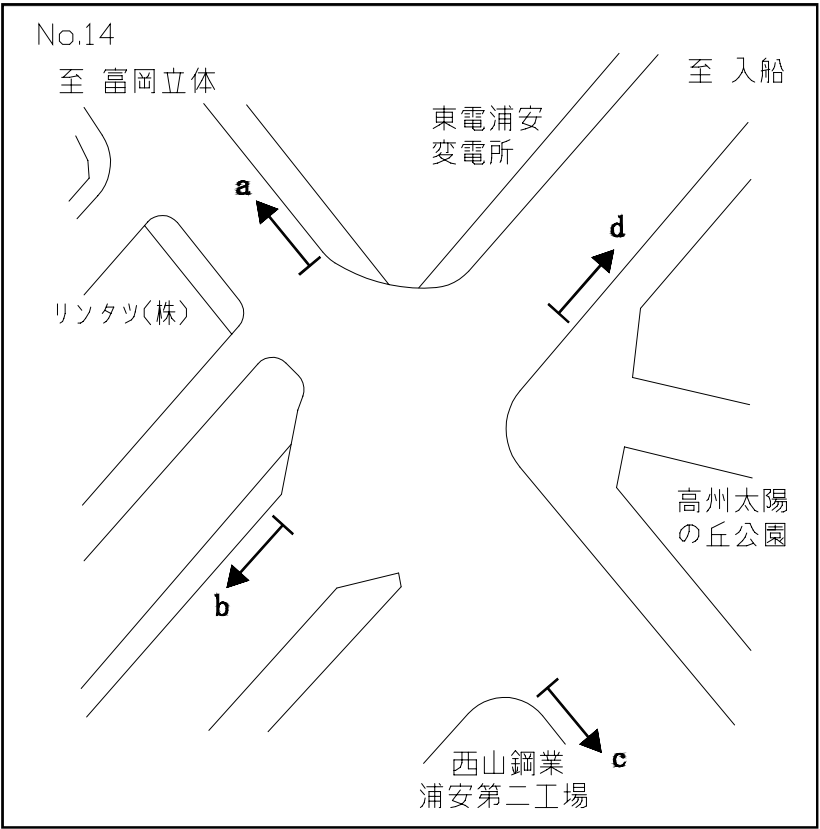 No.14
至 富岡立体
至 入船
東電浦安
変電所
a
d
リンタツ(株)
高州太陽
の丘公園
b
c
西山鋼業
浦安第二工場